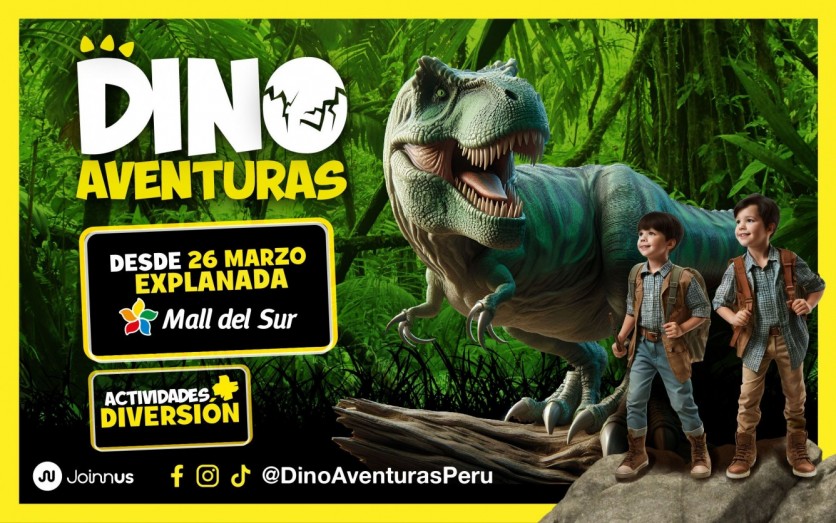 DINO
AVENTURAS
DESDE 26 MARZO
EXPLANADA
Mall del Sur
ACTIVIDADES +
DIVERSIÓN
Joinnus @DinoAventurasPeru